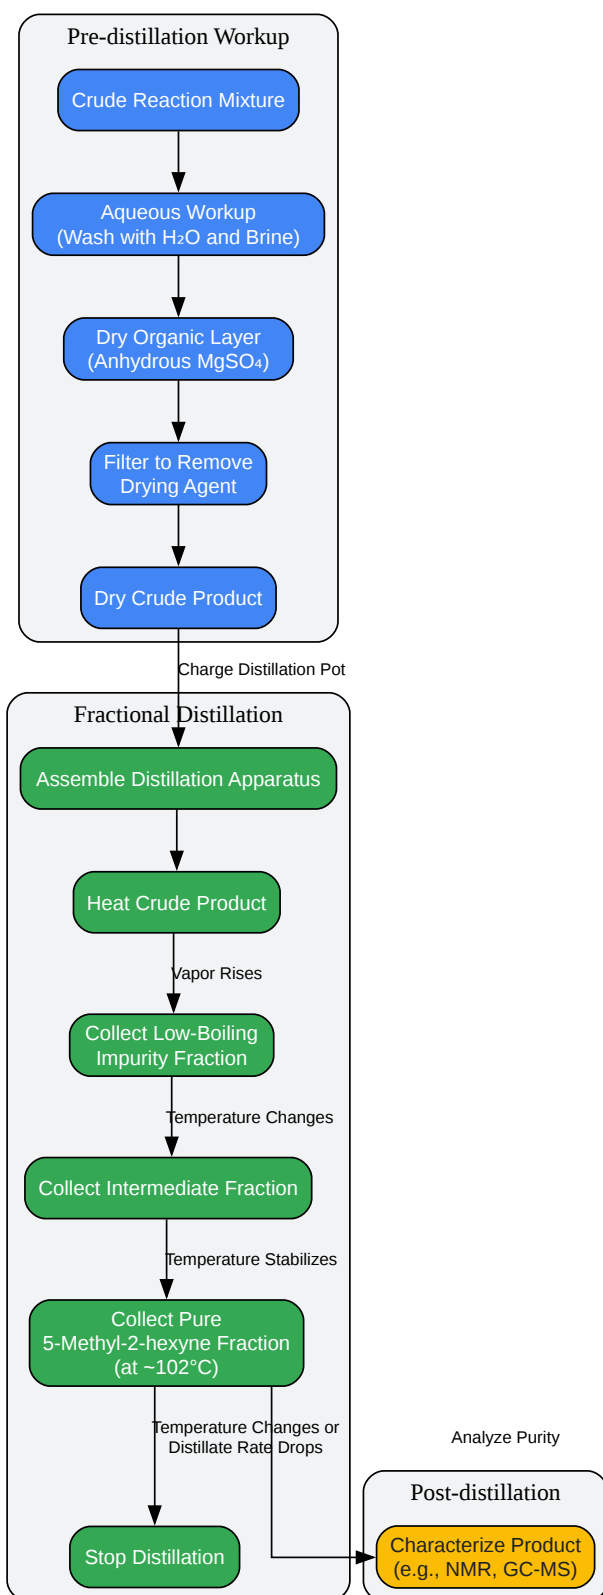 Pre-distillation Workup
Crude Reaction Mixture
Aqueous Workup
(Wash with H₂O and Brine)
Dry Organic Layer
(Anhydrous MgSO₄)
Filter to Remove
Drying Agent
Dry Crude Product
Charge Distillation Pot
Fractional Distillation
Assemble Distillation Apparatus
Heat Crude Product
Vapor Rises
Collect Low-Boiling
Impurity Fraction
Temperature Changes
Collect Intermediate Fraction
Temperature Stabilizes
Collect Pure
5-Methyl-2-hexyne Fraction
(at ~102°C)
Temperature Changes or
Distillate Rate Drops
Analyze Purity
Post-distillation
Stop Distillation
Characterize Product
(e.g., NMR, GC-MS)